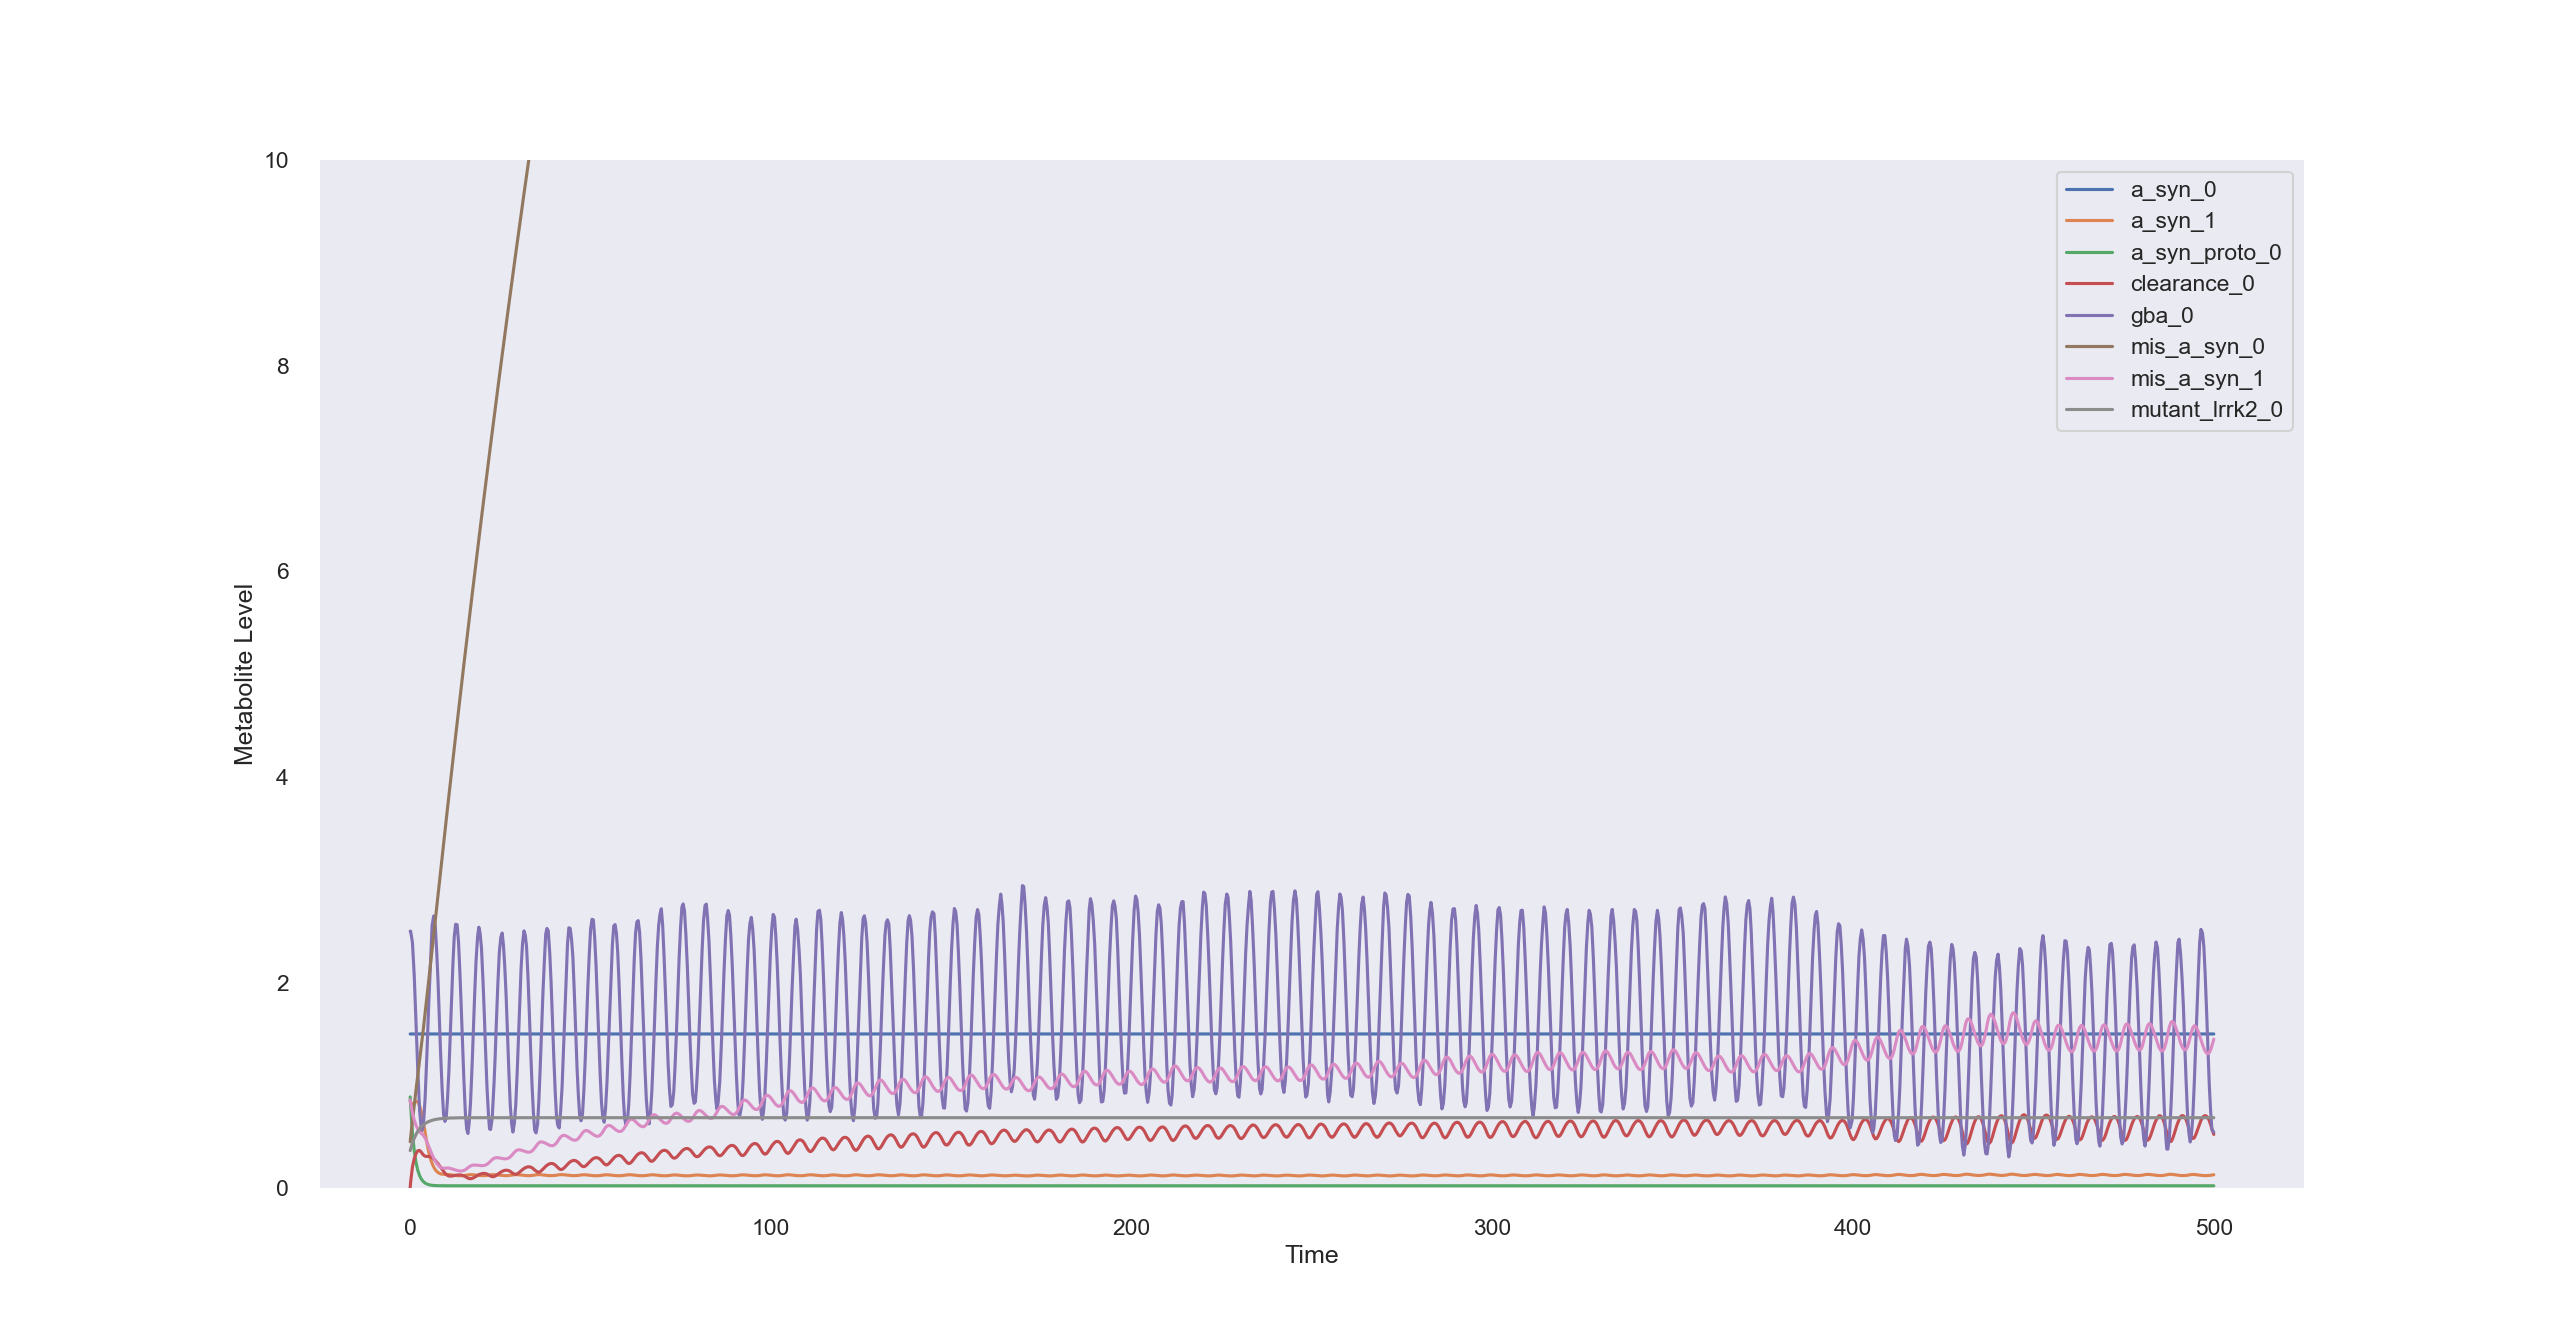 10
8
6
4
2
0
Metabolite Level
a_syn_0
a_syn_1
a_syn_proto_0
clearance_0
gba_0
mis_a_syn_0
mis_a_syn_1
mutant_lrrk2_0
0 100 200 300 400 500
Time